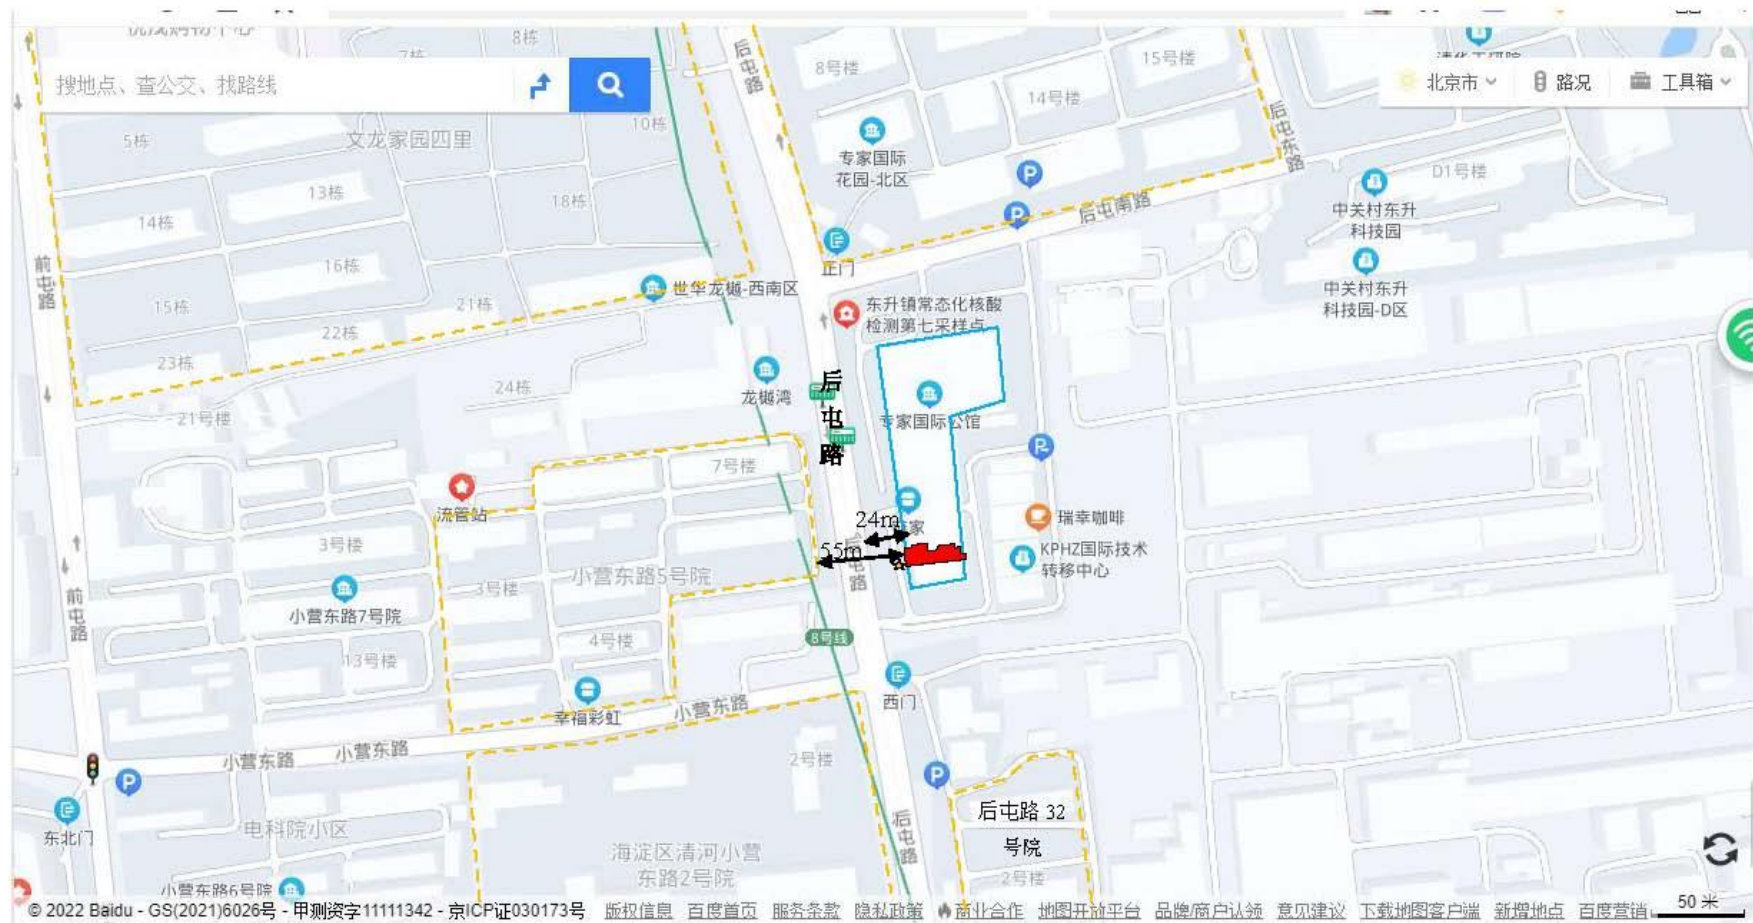 8栋
7栋
后屯路
8号楼
15号楼
搜地点、查公交、找路线
北京市
路况
工具箱
14号楼
10栋
5栋
文龙家园四里
后屯东路
专家国际
花园-北区
D1号楼
13栋
18栋
14栋
后屯南路
中关村东升
科技园
前屯路
16栋
正门
世华龙樾-西南区
中关村东升
科技园-D区
15栋
21栋
东升镇常态化核酸
检测第七采样点
22栋
23栋
24栋
龙樾湾
后屯路
21号楼
专家国际公馆
7号楼
流管站
瑞幸咖啡
24m
家
3号楼
55m
后屯路
KPHZ国际技术
转移中心
小营东路5号院
3号楼
前屯路
小营东路7号院
4号楼
8号线
13号楼
西门
幸福彩虹
小营东路
小营东路
小营东路
2号楼
后屯路 32
号院
后屯路
东北门
电科院小区
海淀区清河小营
东路2号院
2号楼
小营东路6号院
50 米
© 2022 Baidu - GS(2021)6026号 - 甲测资字11111342 - 京ICP证030173号 版权信息 百度首页 服务条款 隐私政策 商业合作 地图开放平台 品牌/商户认领 意见建议 下载地图客户端 新增地点 百度营销